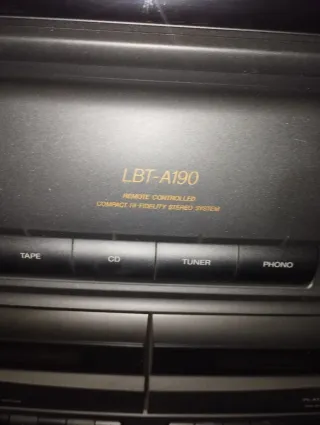 LBT-A190
REMOTE CONTROLLED
COMPACT HI-FIDELITY STEREO SYSTEM
TAPE CD TUNER PHONO